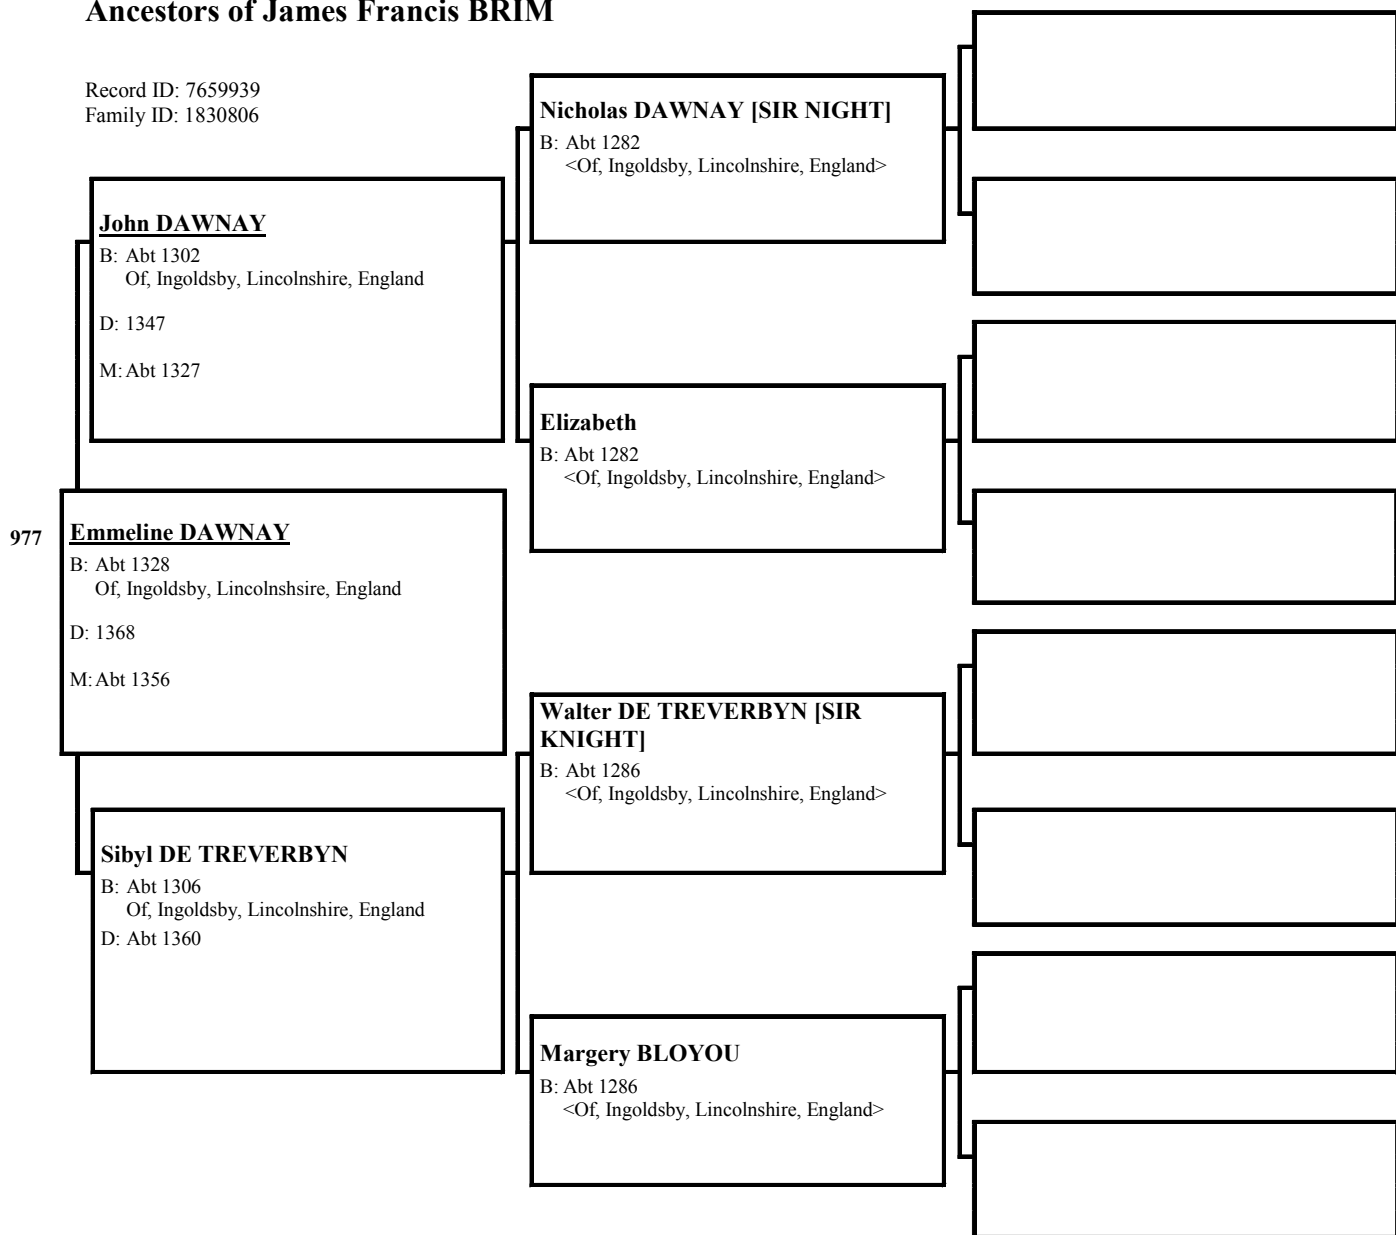 Ancestors of James Francis BRIM
Record ID: 7659939
Family ID: 1830806
Nicholas DAWNAY [SIR NIGHT]
B: Abt 1282
<Of, Ingoldsby, Lincolnshire, England>
John DAWNAY
B: Abt 1302
Of, Ingoldsby, Lincolnshire, England
D: 1347
M: Abt 1327
Elizabeth
B: Abt 1282
<Of, Ingoldsby, Lincolnshire, England>
977
Emmeline DAWNAY
B: Abt 1328
Of, Ingoldsby, Lincolnshsire, England
D: 1368
M: Abt 1356
Walter DE TREVERBYN [SIR
KNIGHT]
B: Abt 1286
<Of, Ingoldsby, Lincolnshire, England>
Sibyl DE TREVERBYN
B: Abt 1306
Of, Ingoldsby, Lincolnshire, England
D: Abt 1360
Margery BLOYOU
B: Abt 1286
<Of, Ingoldsby, Lincolnshire, England>